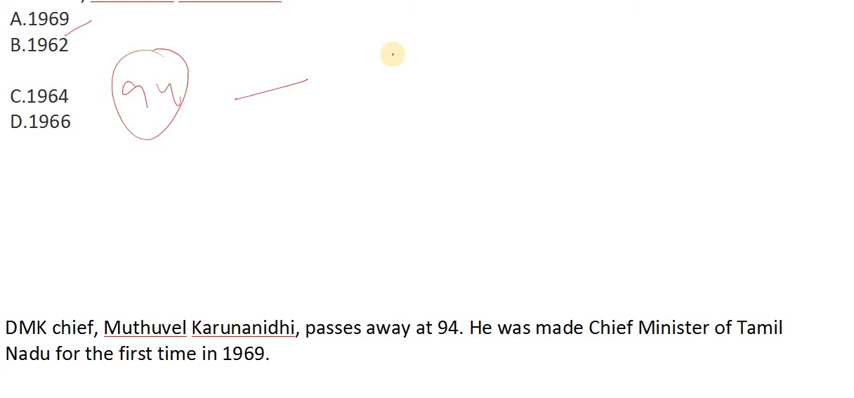 A.1969
B.1962
94
C.1964
D.1966
DMK chief, Muthuvel Karunanidhi, passes away at 94. He was made Chief Minister of Tamil
Nadu for the first time in 1969.